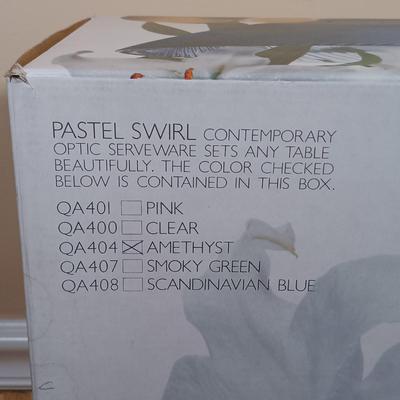 PASTEL SWIRL CONTEMPORARY
OPTIC SERVEWARE SETS ANY TABLE
BEAUTIFULLY. THE COLOR CHECKED
BELOW IS CONTAINED IN THIS BOX.
QA401 ☐ PINK
QA400 ☐ CLEAR
QA404 ☒ AMETHYST
QA407 ☐ SMOKY GREEN
QA408 ☐ SCANDINAVIAN BLUE